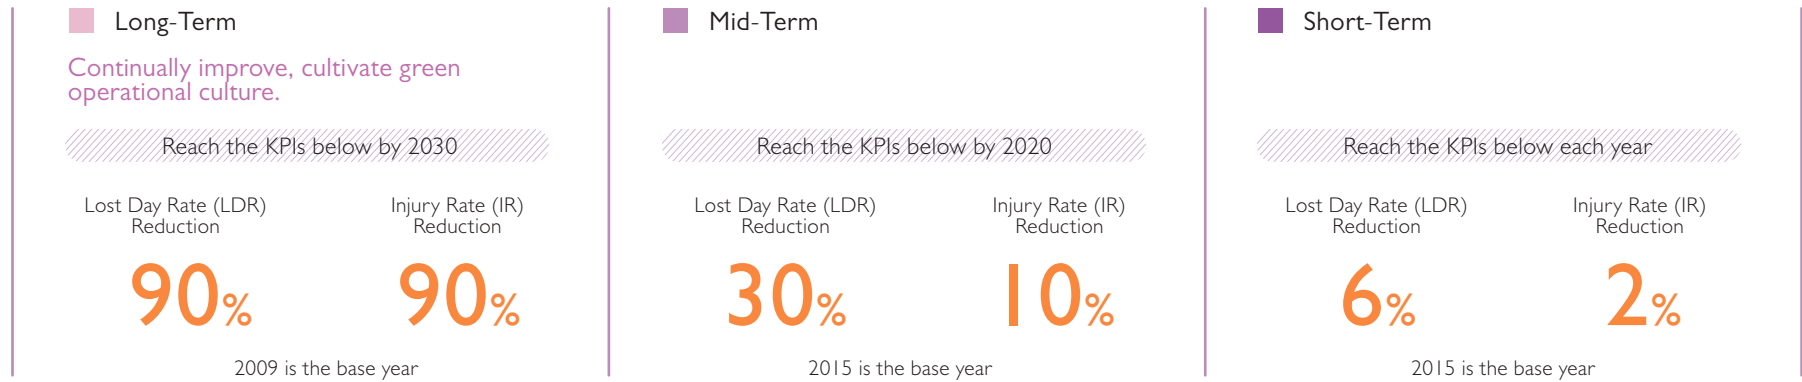 Long-Term
Continually improve, cultivate green
operational culture.
Reach the KPIs below by 2030
Lost Day Rate (LDR)
Reduction
90%
Injury Rate (IR)
Reduction
90%
2009 is the base year
Mid-Term
Reach the KPIs below by 2020
Lost Day Rate (LDR)
Reduction
30%
Injury Rate (IR)
Reduction
10%
2015 is the base year
Short-Term
Reach the KPIs below each year
Lost Day Rate (LDR)
Reduction
6%
Injury Rate (IR)
Reduction
2%
2015 is the base year